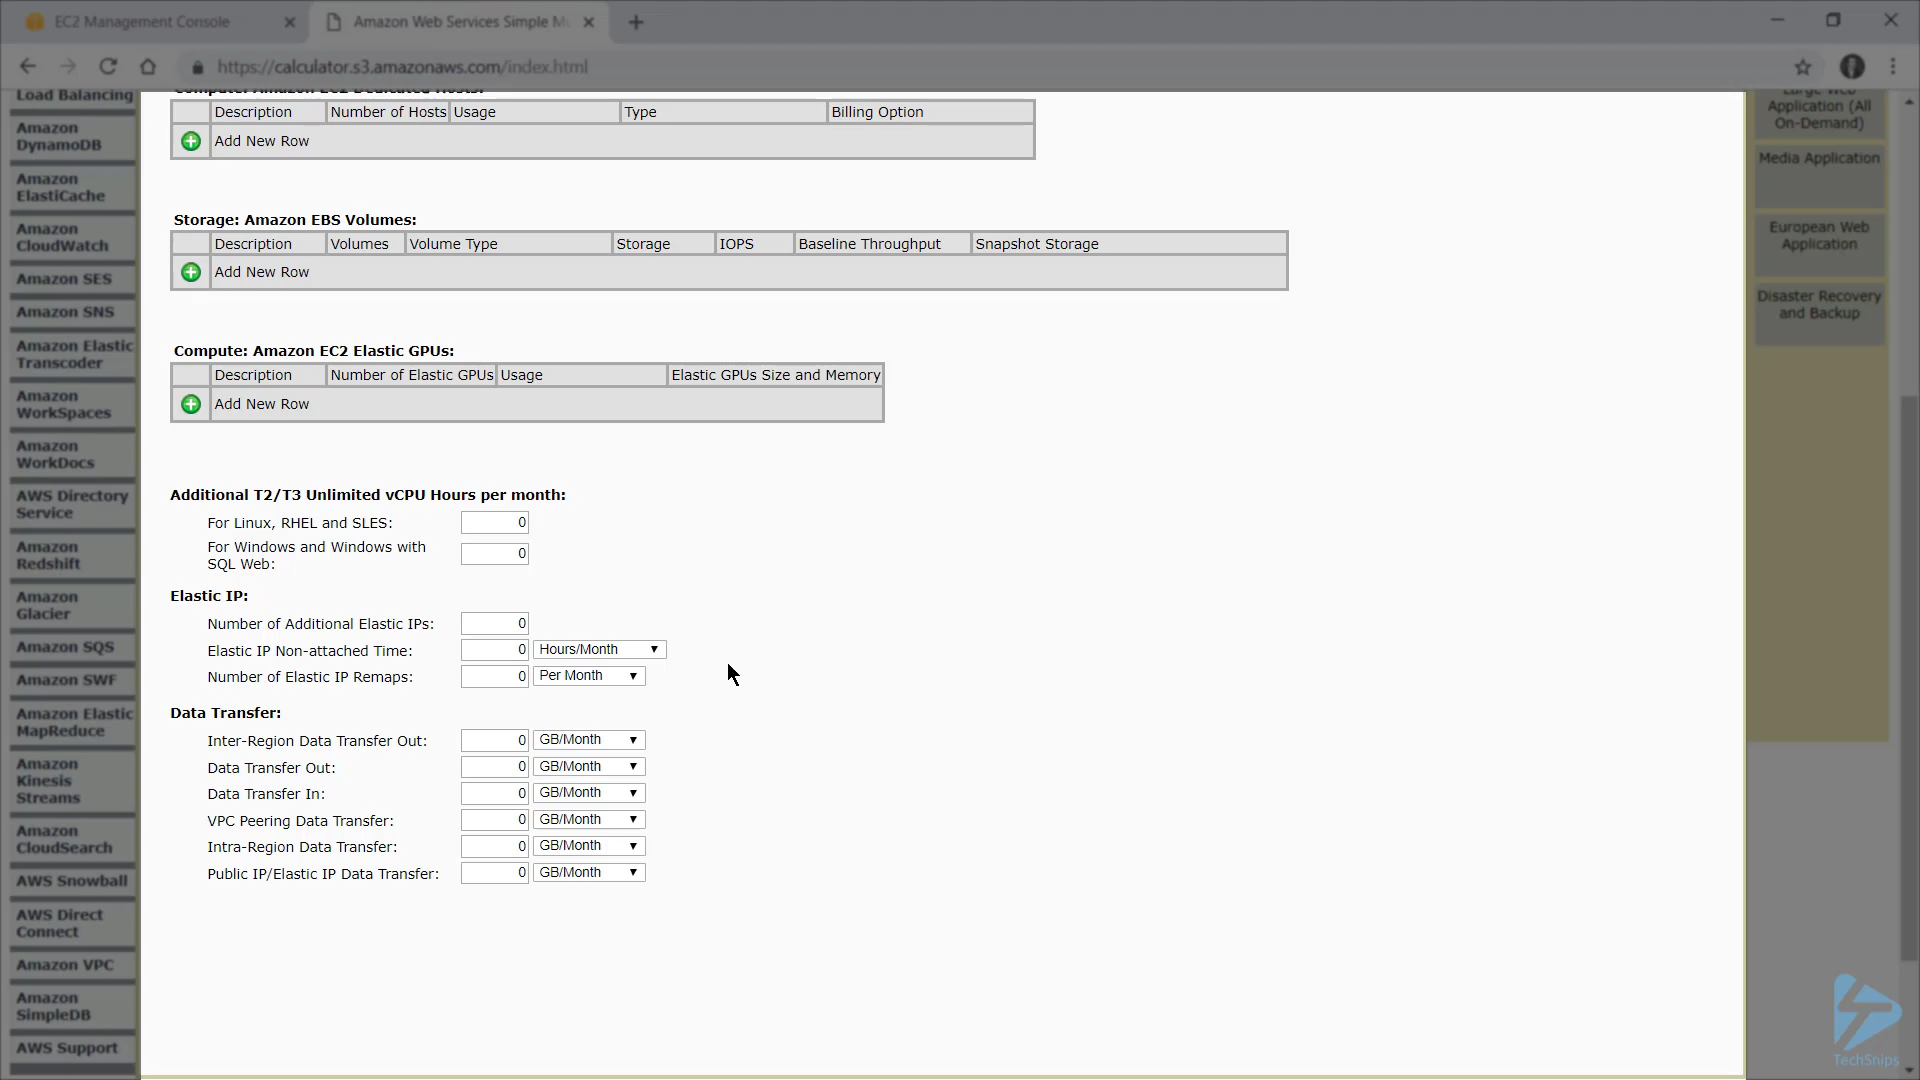 EC2 Management Console
Amazon Web Services Simple M
https://calculator.s3.amazonaws.com/index.html
Load Balancing
Amazon
DynamoDB
Amazon
ElastiCache
Amazon
CloudWatch
Amazon SES
Amazon SNS
Amazon Elastic
Transcoder
Amazon
WorkSpaces
Amazon
WorkDocs
AWS Directory
Service
Amazon
Redshift
Amazon
Glacier
Amazon SQS
Amazon SWF
Amazon Elastic
MapReduce
Amazon
Kinesis
Streams
Amazon
CloudSearch
AWS Snowball
AWS Direct
Connect
Amazon VPC
Amazon
SimpleDB
AWS Support
Compute: Amazon EC2 Dedicated Hosts:
Description Number of Hosts Usage Type Billing Option
Add New Row
Storage: Amazon EBS Volumes:
Description Volumes Volume Type Storage IOPS Baseline Throughput Snapshot Storage
Add New Row
Compute: Amazon EC2 Elastic GPUs:
Description Number of Elastic GPUs Usage Elastic GPUs Size and Memory
Add New Row
Additional T2/T3 Unlimited vCPU Hours per month:
For Linux, RHEL and SLES: 0
For Windows and Windows with
SQL Web: 0
Elastic IP:
Number of Additional Elastic IPs: 0
Elastic IP Non-attached Time: 0 Hours/Month
Number of Elastic IP Remaps: 0 Per Month
Data Transfer:
Inter-Region Data Transfer Out: 0 GB/Month
Data Transfer Out: 0 GB/Month
Data Transfer In: 0 GB/Month
VPC Peering Data Transfer: 0 GB/Month
Intra-Region Data Transfer: 0 GB/Month
Public IP/Elastic IP Data Transfer: 0 GB/Month
Large Web
Application (All
On-Demand)
Media Application
European Web
Application
Disaster Recovery
and Backup
TechSnips